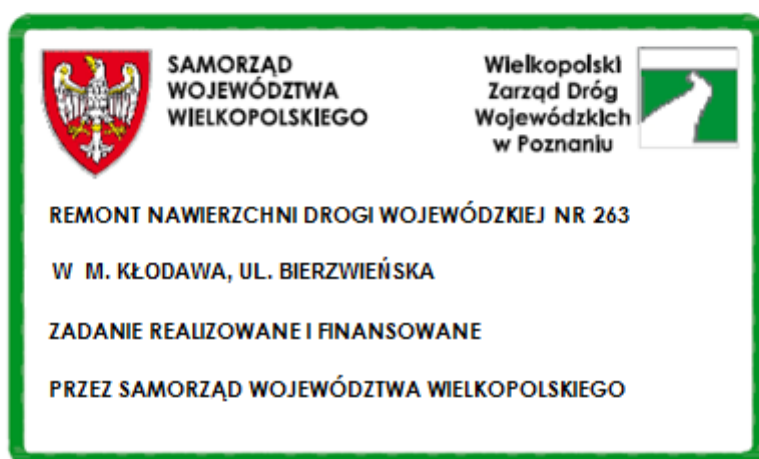 SAMORZĄD
WOJEWÓDZTWA
WIELKOPOLSKIEGO
Wielkopolski
Zarząd Dróg
Wojewódzkich
w Poznaniu
REMONT NAWIERZCHNI DROGI WOJEWÓDZKIEJ NR 263
W M. KŁODAWA, UL. BIERZWIEŃSKA
ZADANIE REALIZOWANE I FINANSOWANE
PRZEZ SAMORZĄD WOJEWÓDZTWA WIELKOPOLSKIEGO